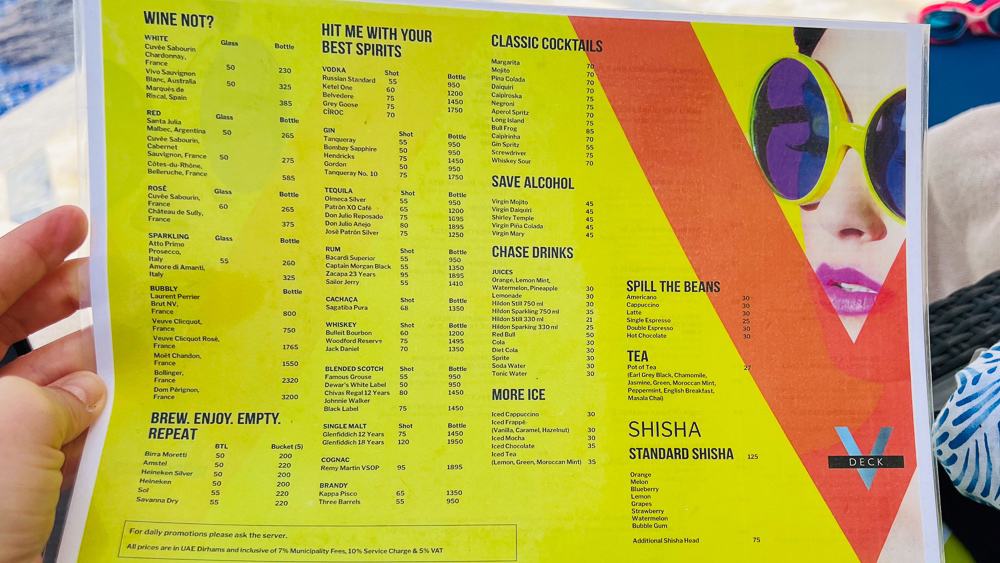 WINE NOT?
WHITE Glass Bottle
Cuvée Sabourin
Chardonnay,
France 50 230
Vivo Sauvignon
Blanc, Australia 50 325
Marqués de
Riscal, Spain 385
RED Glass Bottle
Santa Julia
Malbec, Argentina 50 265
Cuvée Sabourin,
Cabernet
Sauvignon, France 50 275
Côtes-du-Rhône,
Belleruche, France 585
ROSÉ Glass Bottle
Cuvée Sabourin,
France 60 265
Château de Sully,
France 375
SPARKLING Glass Bottle
Atto Primo
Prosecco,
Italy 55 260
Amore di Amanti,
Italy 325
BUBBLY Bottle
Laurent Perrier
Brut NV,
France 800
Veuve Clicquot,
France 750
Veuve Clicquot Rosé,
France 1765
Moët Chandon,
France 1550
Bollinger,
France 2320
Dom Pérignon,
France 3200
BREW. ENJOY. EMPTY.
REPEAT
BTL Bucket (5)
Birra Moretti 50 200
Amstel 50 220
Heineken Silver 50 200
Heineken 50 200
Sol 55 220
Savanna Dry 55 220
HIT ME WITH YOUR
BEST SPIRITS
VODKA Shot Bottle
Russian Standard 55 950
Ketel One 60 1200
Belvedere 75 1450
Grey Goose 75 1750
CÎROC 70
GIN Shot Bottle
Tanqueray 55 950
Bombay Sapphire 50 950
Hendricks 75 1450
Gordon 50 950
Tanqueray No. 10 75 1750
TEQUILA Shot Bottle
Olmeca Silver 55 950
Patrón XO Café 65 1200
Don Julio Reposado 75 1695
Don Julio Añejo 80 1895
José Patrón Silver 75 1250
RUM Shot Bottle
Bacardi Superior 55 950
Captain Morgan Black 55 1350
Zacapa 23 Years 95 1895
Sailor Jerry 55 1410
CACHAÇA Shot Bottle
Sagatiba Pura 68 1350
WHISKEY Shot Bottle
Bulleit Bourbon 60 1200
Woodford Reserve 75 1495
Jack Daniel 70 1350
BLENDED SCOTCH Shot Bottle
Famous Grouse 55 950
Dewar's White Label 50 950
Chivas Regal 12 Years 80 1450
Johnnie Walker
Black Label 75 1450
SINGLE MALT Shot Bottle
Glenfiddich 12 Years 75 1450
Glenfiddich 18 Years 120 1950
COGNAC
Remy Martin VSOP 95 1895
BRANDY
Kappa Pisco 65 1350
Three Barrels 55 950
CLASSIC COCKTAILS
Margarita 70
Mojito 70
Pina Colada 70
Daiquiri 70
Caipiroska 75
Negroni 75
Aperol Spritz 70
Long Island 75
Bull Frog 85
Caipirinha 70
Gin Spritz 55
Screwdriver 55
Whiskey Sour 70
SAVE ALCOHOL
Virgin Mojito 45
Virgin Daiquiri 45
Shirley Temple 45
Virgin Piña Colada 45
Virgin Mary 45
CHASE DRINKS
JUICES
Orange, Lemon Mint,
Watermelon, Pineapple 30
Lemonade 30
Hildon Still 750 ml 30
Hildon Sparkling 750 ml 35
Hildon Still 330 ml 21
Hildon Sparking 330 ml 25
Red Bull 50
Cola 30
Diet Cola 30
Sprite 30
Soda Water 30
Tonic Water 30
MORE ICE
Iced Cappuccino 30
Iced Frappé
(Vanilla, Caramel, Hazelnut) 30
Iced Mocha 30
Iced Chocolate 35
Iced Tea
(Lemon, Green, Moroccan Mint) 35
SPILL THE BEANS
Americano 30
Cappuccino 30
Latte 30
Single Espresso 25
Double Espresso 30
Hot Chocolate 30
TEA
Pot of Tea 27
(Earl Grey Black, Chamomile,
Jasmine, Green, Moroccan Mint,
Peppermint, English Breakfast,
Masala Chai)
SHISHA
STANDARD SHISHA 125
Orange
Melon
Blueberry
Lemon
Grapes
Strawberry
Watermelon
Bubble Gum
Additional Shisha Head 75
V
DECK
For daily promotions please ask the server.
All prices are in UAE Dirhams and inclusive of 7% Municipality Fees, 10% Service Charge & 5% VAT